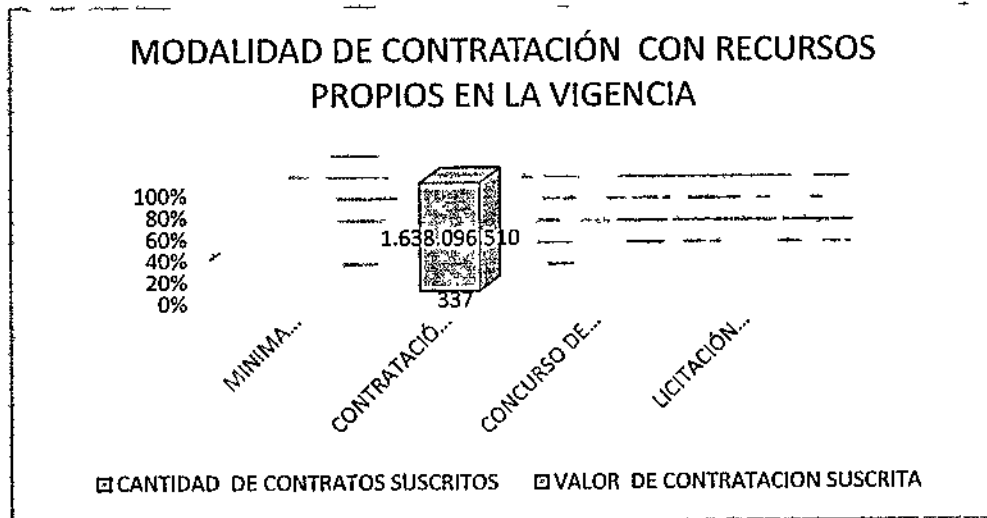 MODALIDAD DE CONTRATACIÓN CON RECURSOS
PROPIOS EN LA VIGENCIA
100%
80%
60%
40%
20%
0%
1.638.096.510
337
MINIMA...
CONTRATACIÓ...
CONCURSO DE...
LICITACIÓN...
CANTIDAD DE CONTRATOS SUSCRITOS
VALOR DE CONTRATACION SUSCRITA